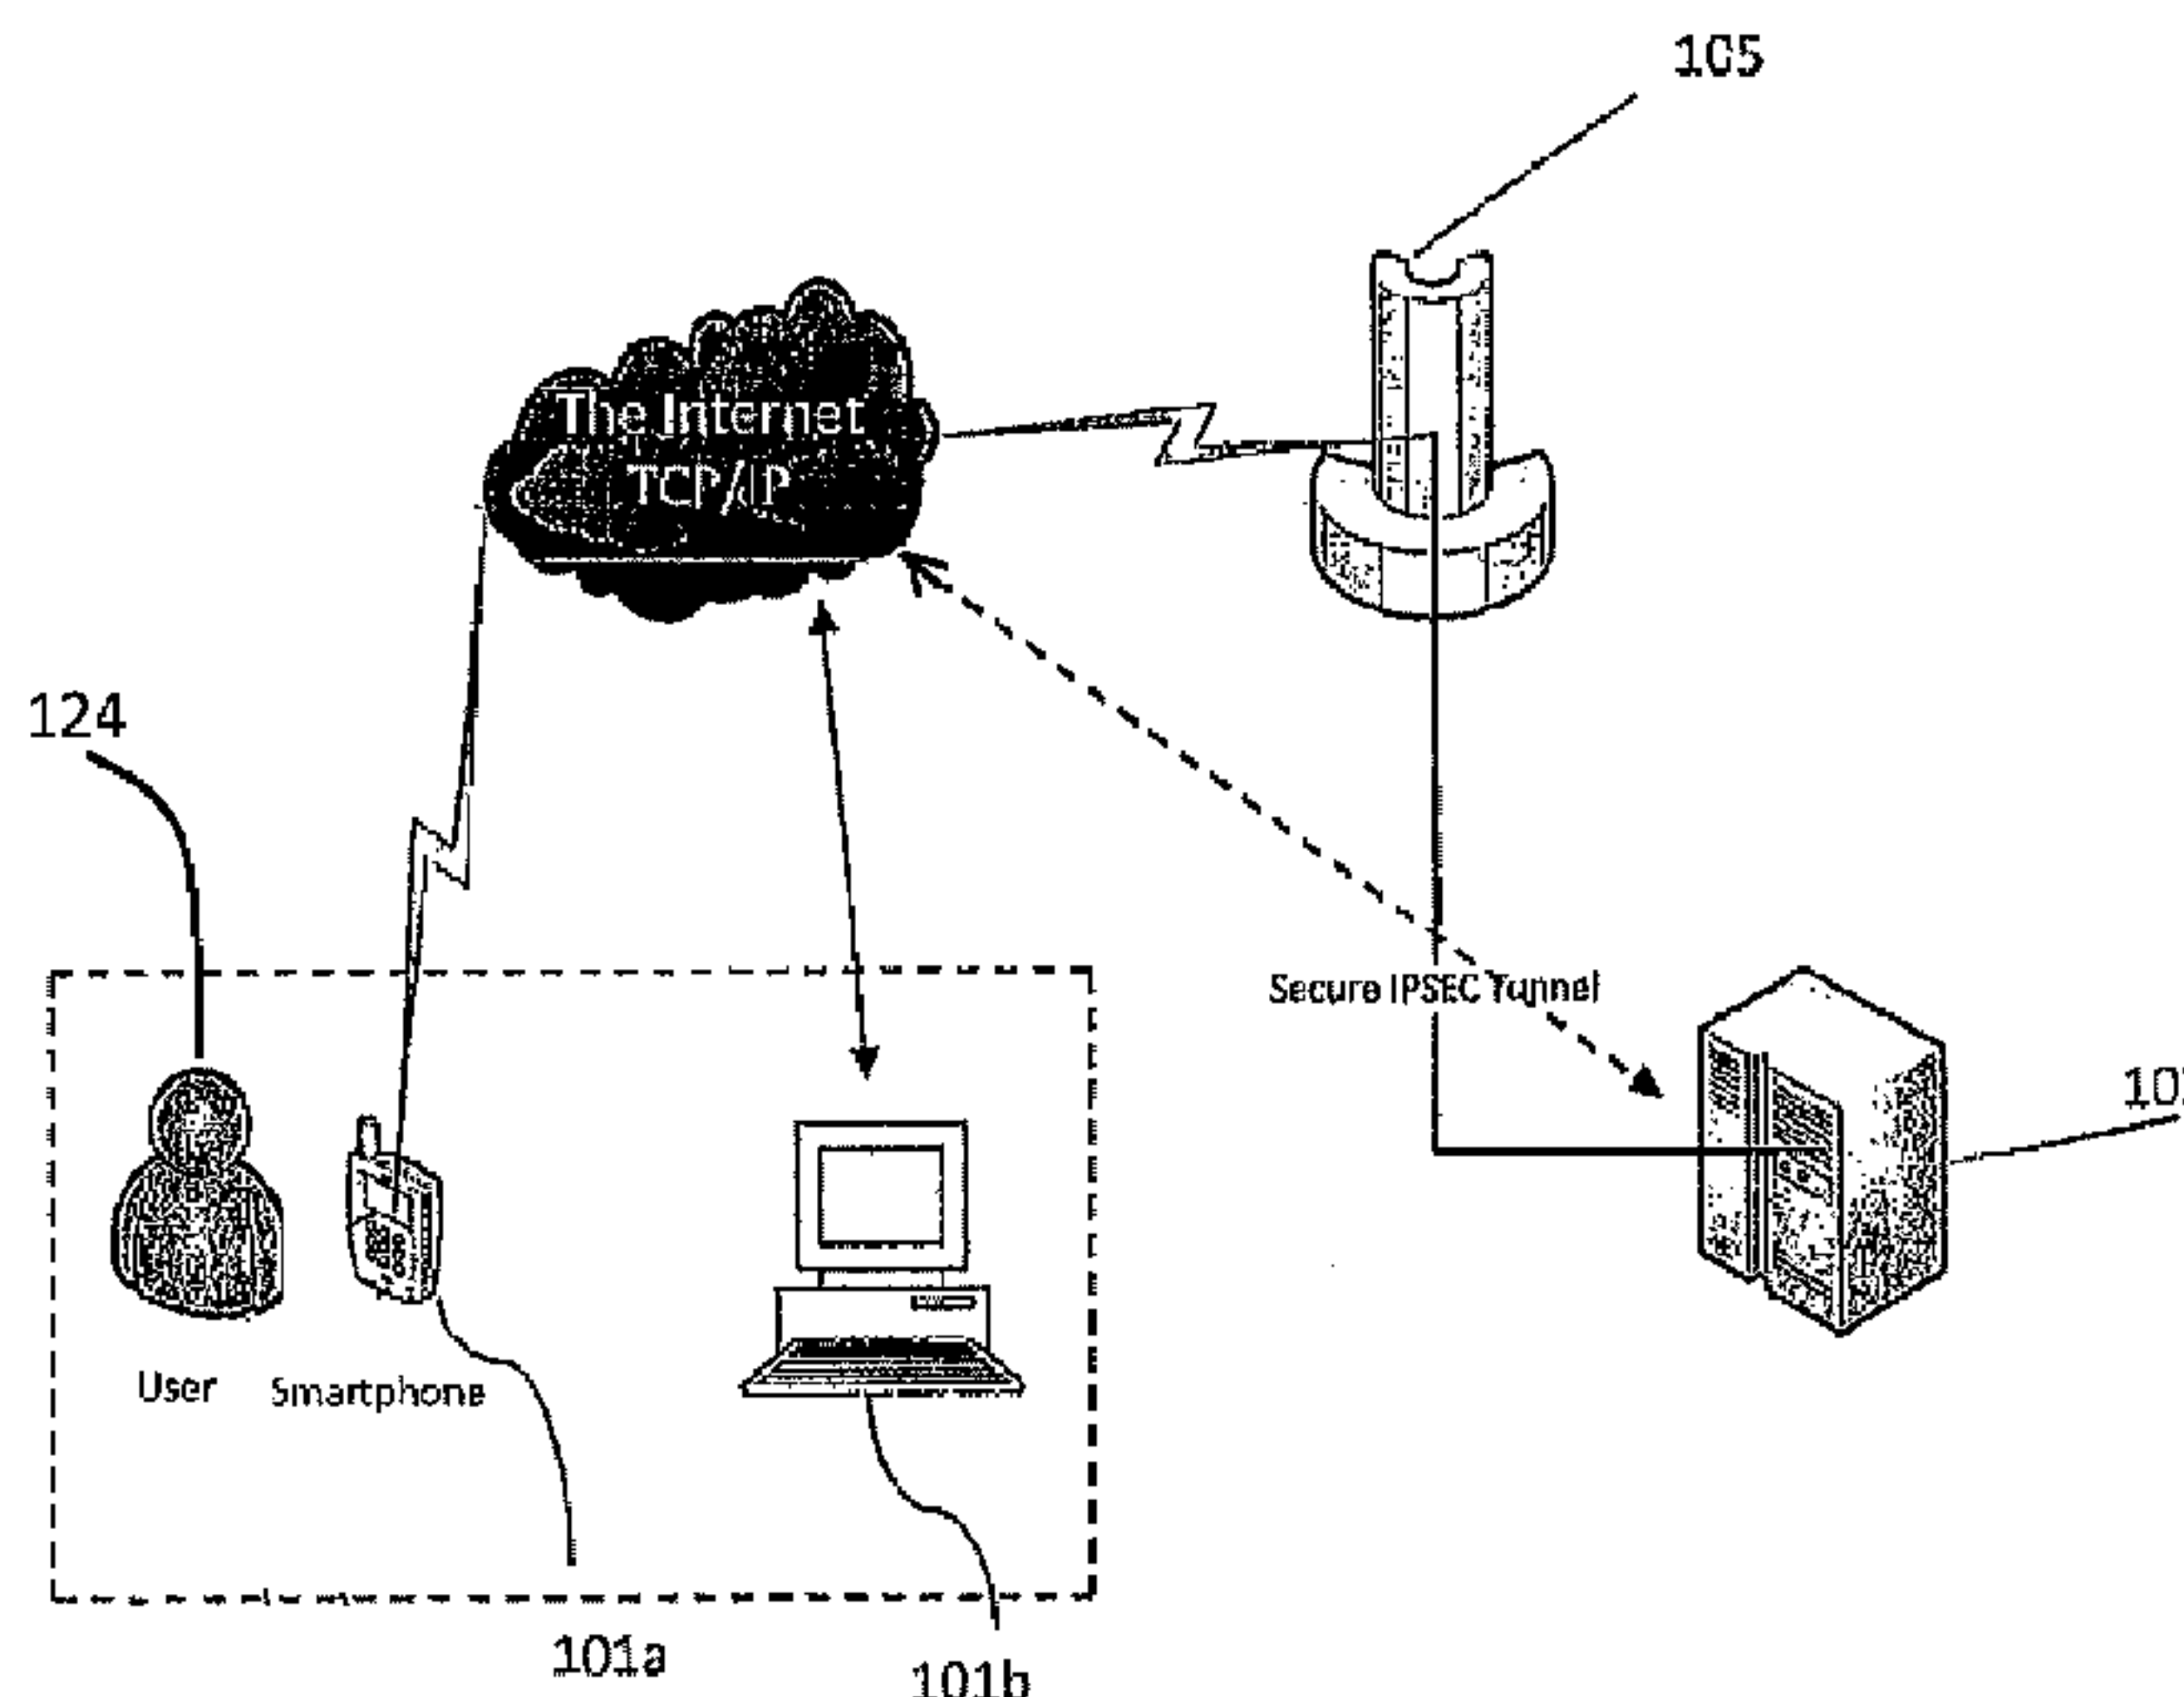 105
The Internet
TCP/IP
124
Secure IPSEC Tunnel
User
Smartphone
101a
101b